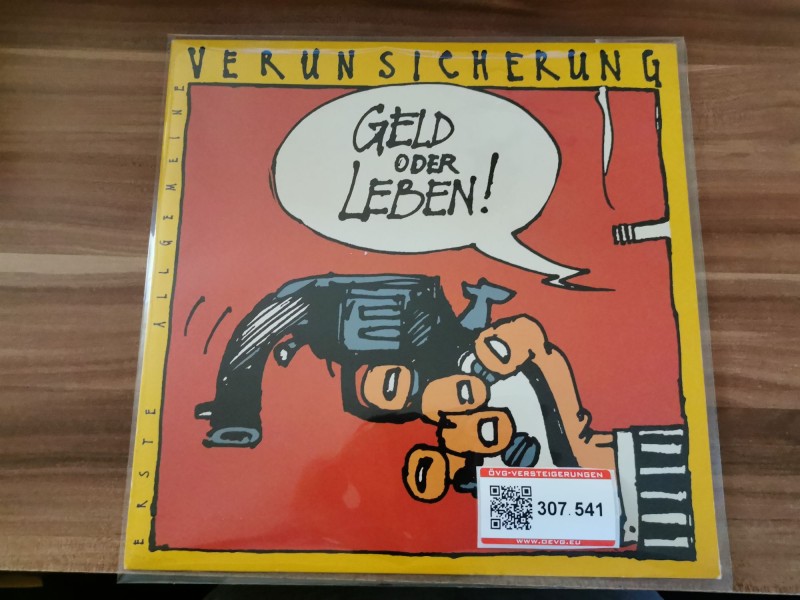 VERUNSICHERUNG
ERSTE ALLGEMEINE
GELD
ODER
LEBEN!
ÖVG-VERSTEIGERUNGEN
307.541
WWW.OEVG.EU